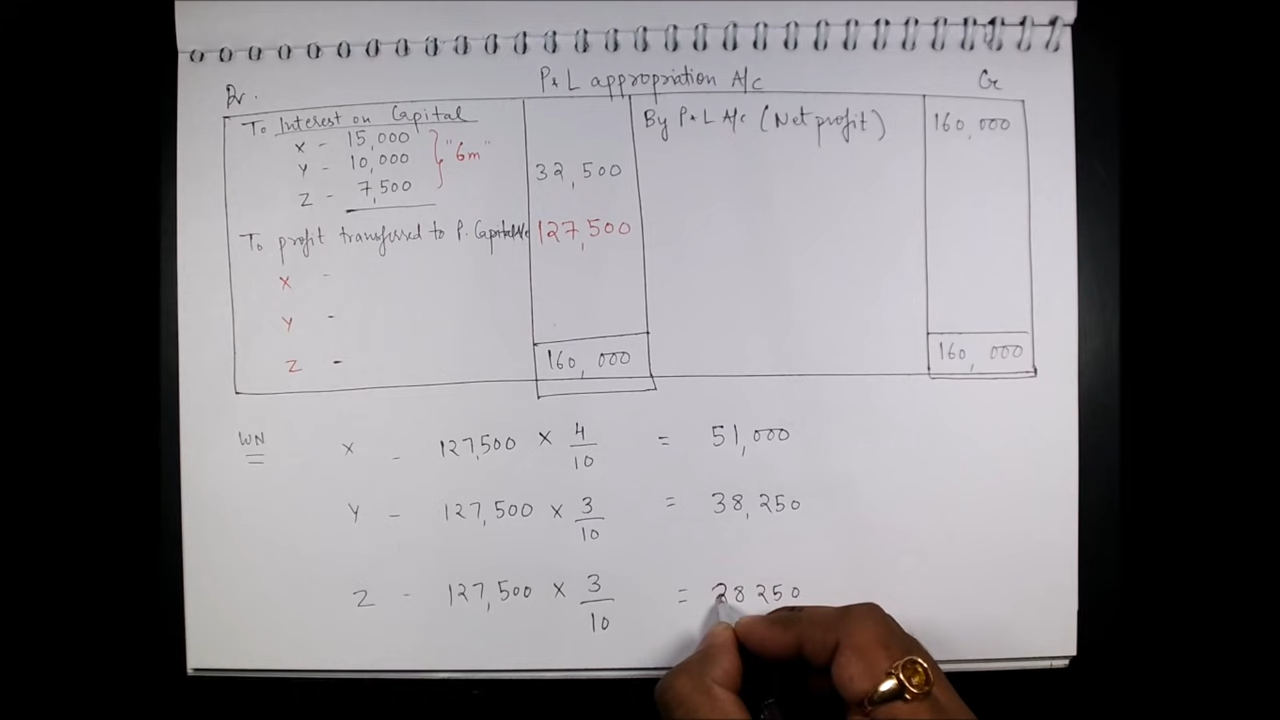 P & L appropriation A/c
Dr. Cr
To Interest on Capital By P & L A/c (Net profit) 160,000
X - 15,000
Y - 10,000 "6m"
Z - 7,500 32,500
To profit transferred to P. Capital A/c 127,500
X -
Y -
Z - 160,000 160,000
WN X - 127,500 × 4/10 = 51,000
Y - 127,500 × 3/10 = 38,250
Z - 127,500 × 3/10 = 28250